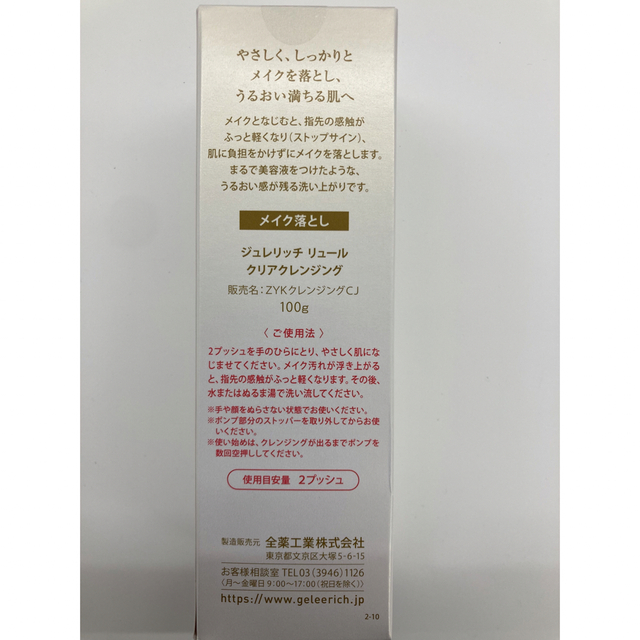 やさしく、しっかりと
メイクを落とし、
うるおい満ちる肌へ
メイクとなじむと、指先の感触が
ふっと軽くなり(ストップサイン)、
肌に負担をかけずにメイクを落とします。
まるで美容液をつけたような、
うるおい感が残る洗い上がりです。
メイク落とし
ジュレリッチ リュール
クリアクレンジング
販売名:ZYKクレンジングCJ
100g
〈 ご使用法 〉
2プッシュを手のひらにとり、やさしく肌にな
じませてください。メイク汚れが浮き上がる
と、指先の感触がふっと軽くなります。その後、
水またはぬるま湯で洗い流してください。
※手や顔をぬらさない状態でお使いください。
※ポンプ部分のストッパーを取り外してからお使
いください。
※使い始めは、クレンジングが出るまでポンプを
数回空押ししてください。
使用目安量 2プッシュ
製造販売元 全薬工業株式会社
東京都文京区大塚5-6-15
お客様相談室 TEL03(3946)1126
(月〜金曜日 9:00〜17:00(祝日を除く))
https://www.geleerich.jp
2-10